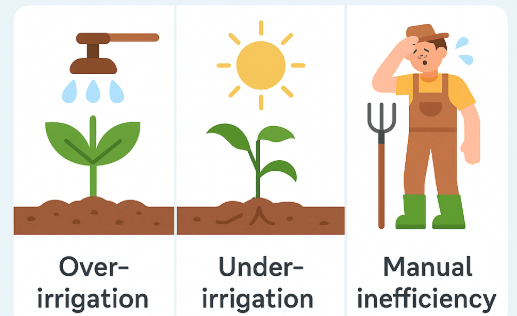 Over-
irrigation
Under-
irrigation
Manual
inefficiency